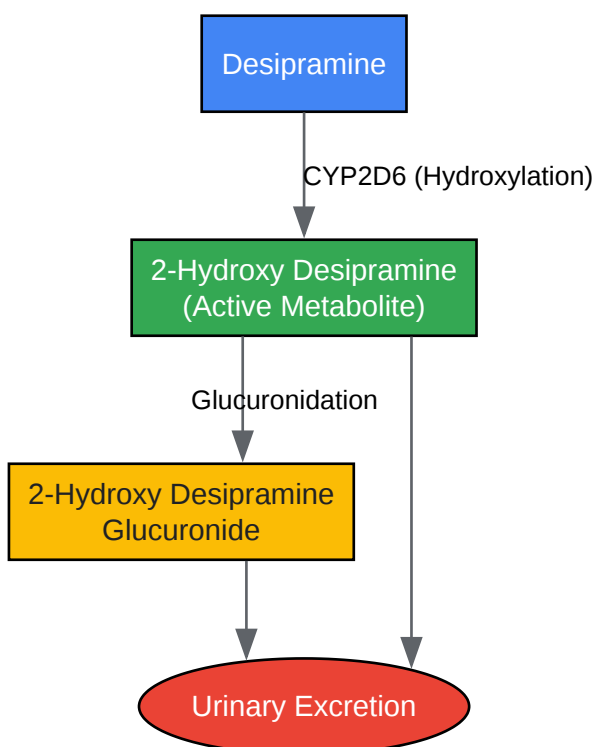 Desipramine
CYP2D6 (Hydroxylation)
2-Hydroxy Desipramine
(Active Metabolite)
Glucuronidation
2-Hydroxy Desipramine
Glucuronide
Urinary Excretion